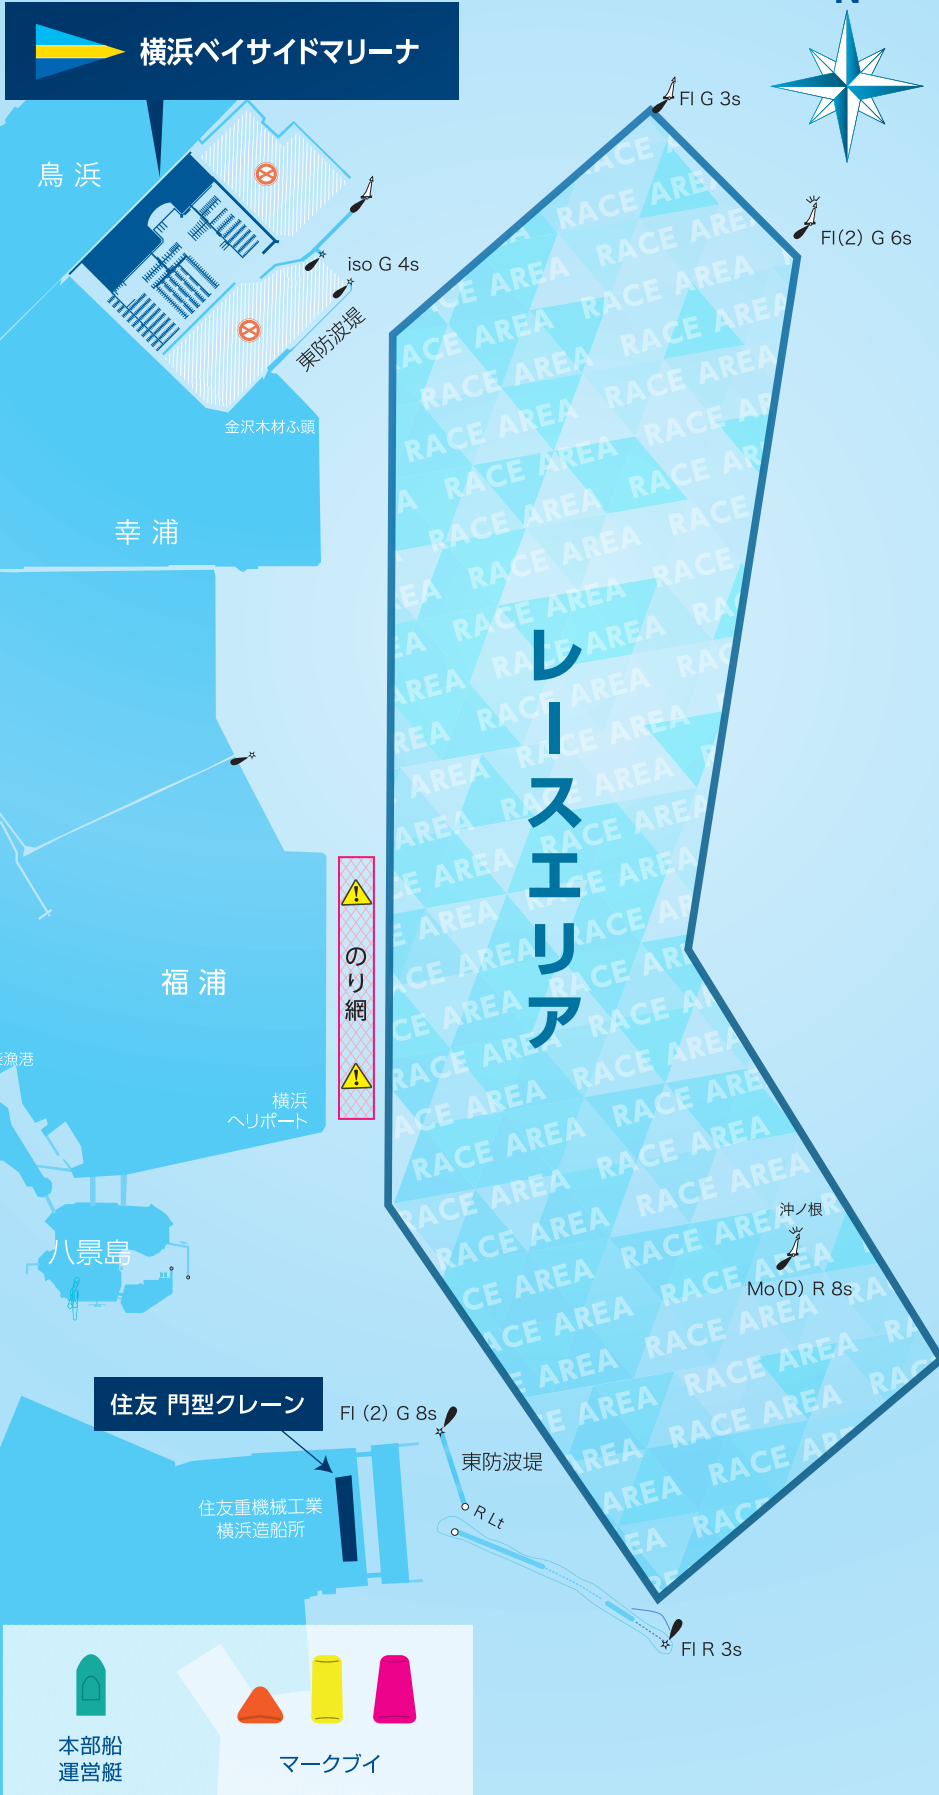 横浜ベイサイドマリーナ
N
Fl G 3s
鳥浜
Fl(2) G 6s
iso G 4s
東防波堤
金沢木材ふ頭
幸浦
RACE AREA
レースエリア
のり網
福浦
漁港
横浜
ヘリポート
八景島
沖ノ根
Mo(D) R 8s
住友 門型クレーン
Fl (2) G 8s
東防波堤
住友重機械工業
横浜造船所
R Lt
Fl R 3s
本部船
運営艇
マークブイ